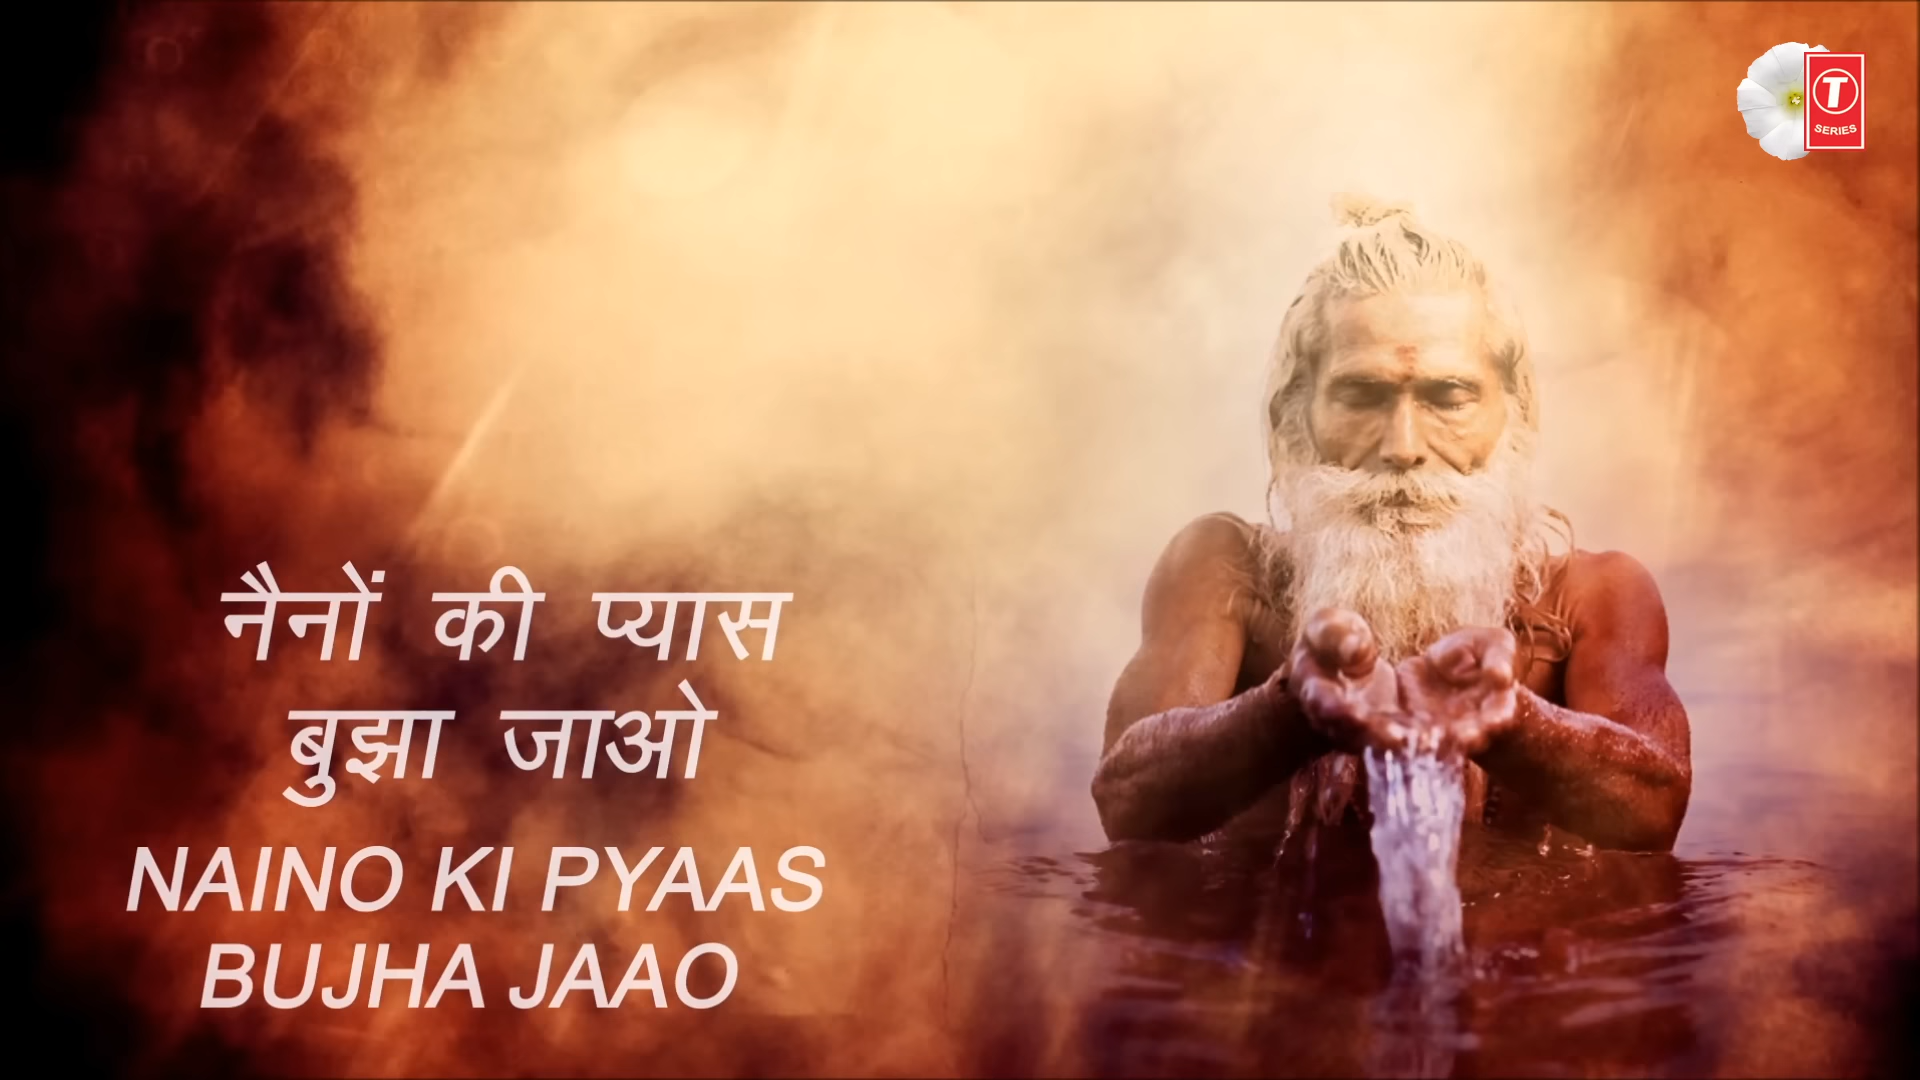 T
SERIES
नैनों की प्यास
बुझा जाओ
NAINO KI PYAAS
BUJHA JAAO